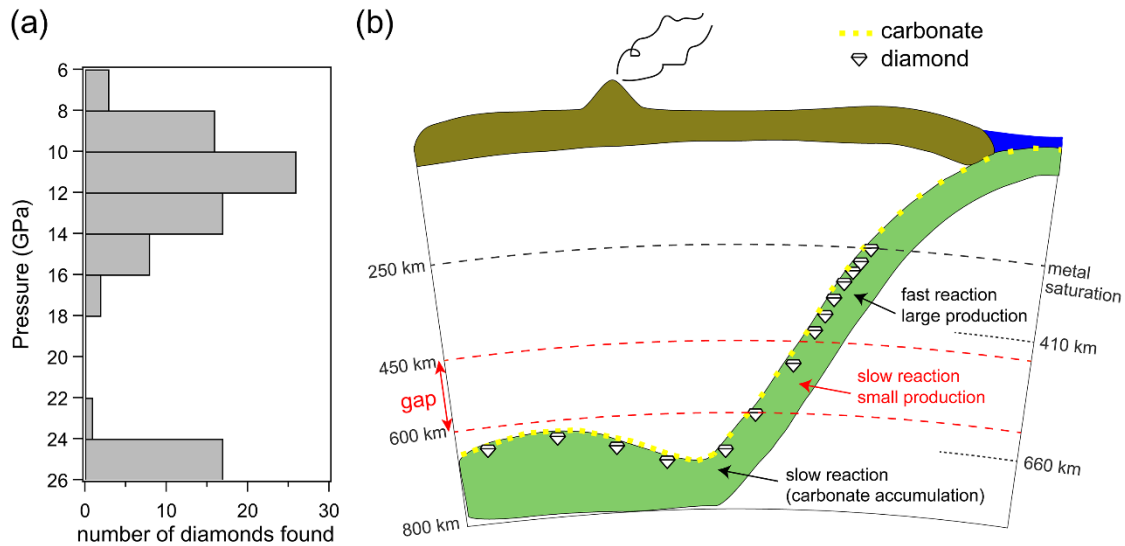 (a)
Pressure (GPa)
6
8
10
12
14
16
18
20
22
24
26
0
10
20
30
number of diamonds found
(b)
carbonate
diamond
250 km
metal
saturation
fast reaction
large production
410 km
450 km
gap
slow reaction
small production
600 km
660 km
slow reaction
(carbonate accumulation)
800 km